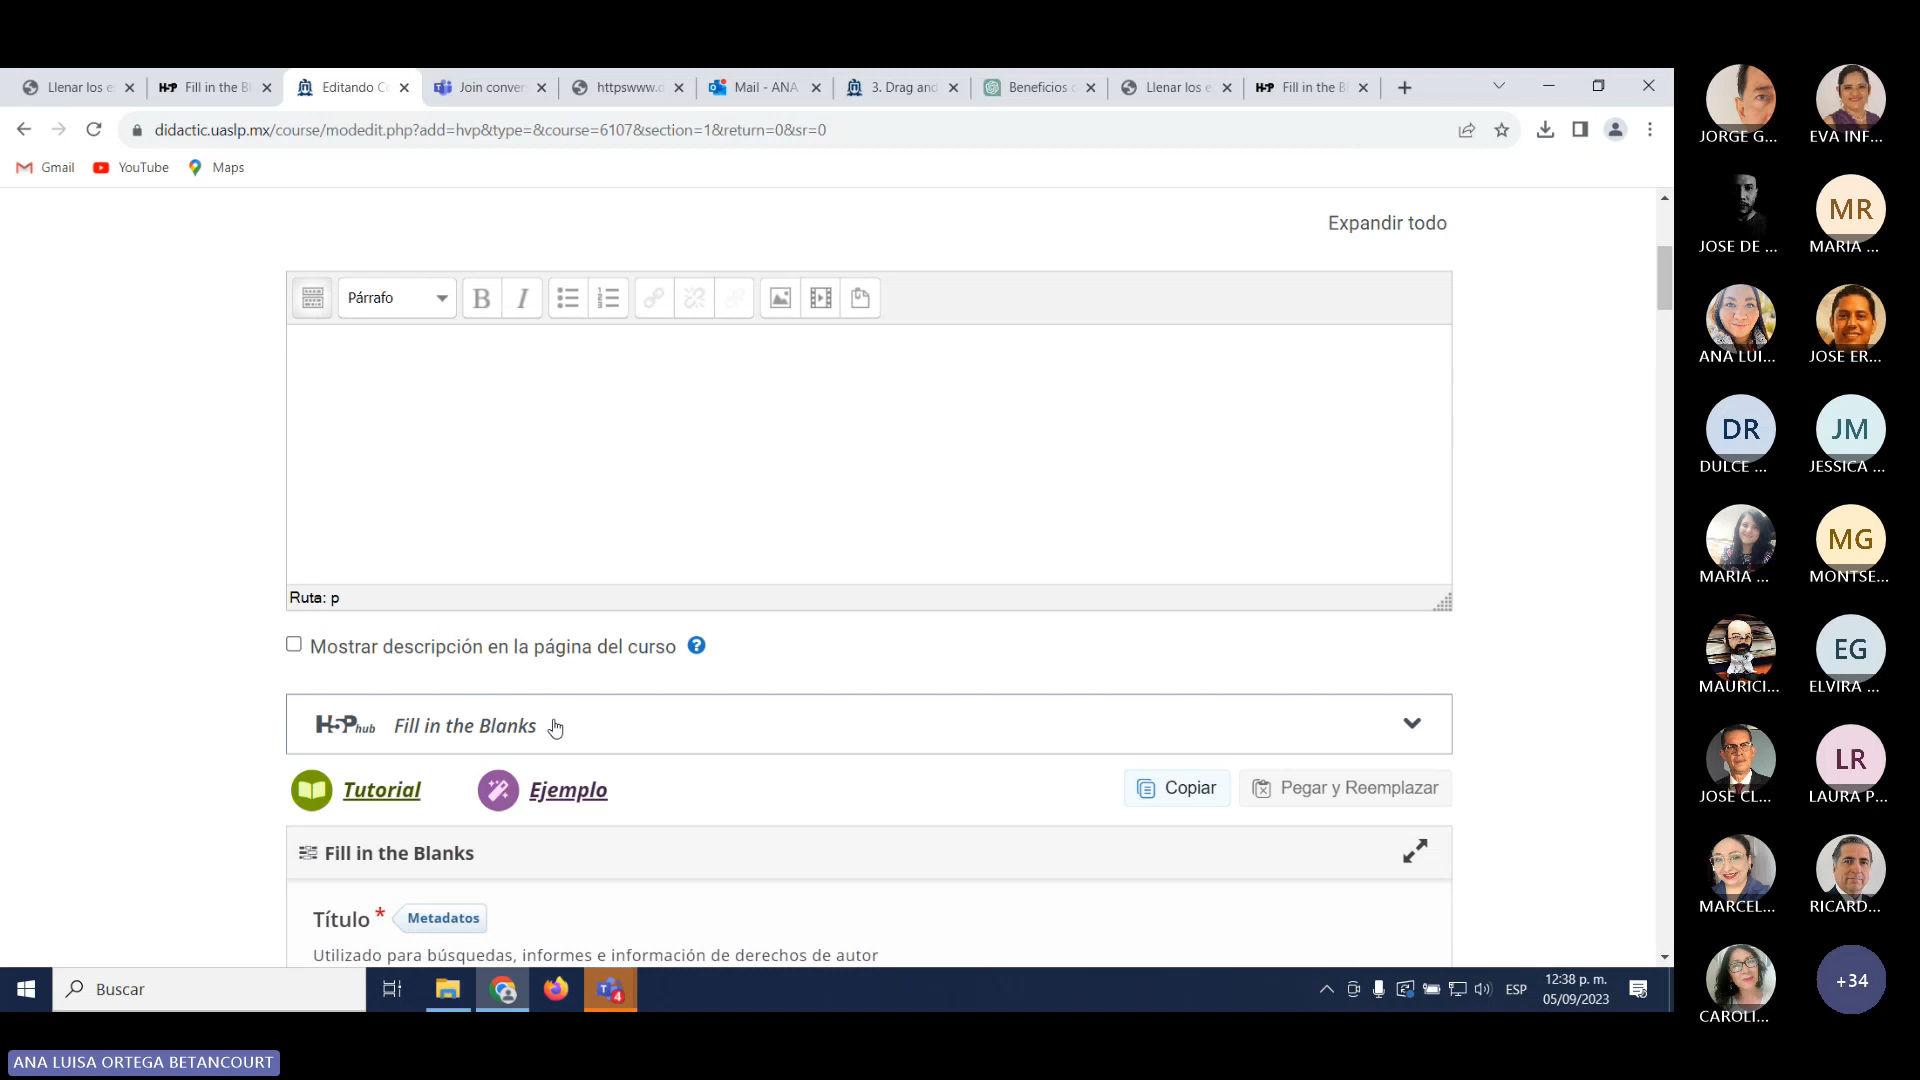 Llenar los e
H5P Fill in the Bl
Editando Co
Join conver
httpswww.d
Mail - ANA
3. Drag and
Beneficios c
Llenar los e
H5P Fill in the Bl
didactic.uaslp.mx/course/modedit.php?add=hvp&type=&course=6107&section=1&return=0&sr=0
Gmail
YouTube
Maps
Expandir todo
Párrafo
B
I
Ruta: p
Mostrar descripción en la página del curso
?
H5P hub Fill in the Blanks
Tutorial
Ejemplo
Copiar
Pegar y Reemplazar
Fill in the Blanks
Título *
Metadatos
Utilizado para búsquedas, informes e información de derechos de autor
Buscar
4
ESP
12:38 p. m.
05/09/2023
ANA LUISA ORTEGA BETANCOURT
JORGE G...
EVA INF...
JOSE DE ...
MR
MARIA ...
ANA LUI...
JOSE ER...
DR
DULCE ...
JM
JESSICA ...
MARIA ...
MG
MONTSE...
MAURICI...
EG
ELVIRA ...
JOSE CL...
LR
LAURA P...
MARCEL...
RICARD...
CAROLI...
+34